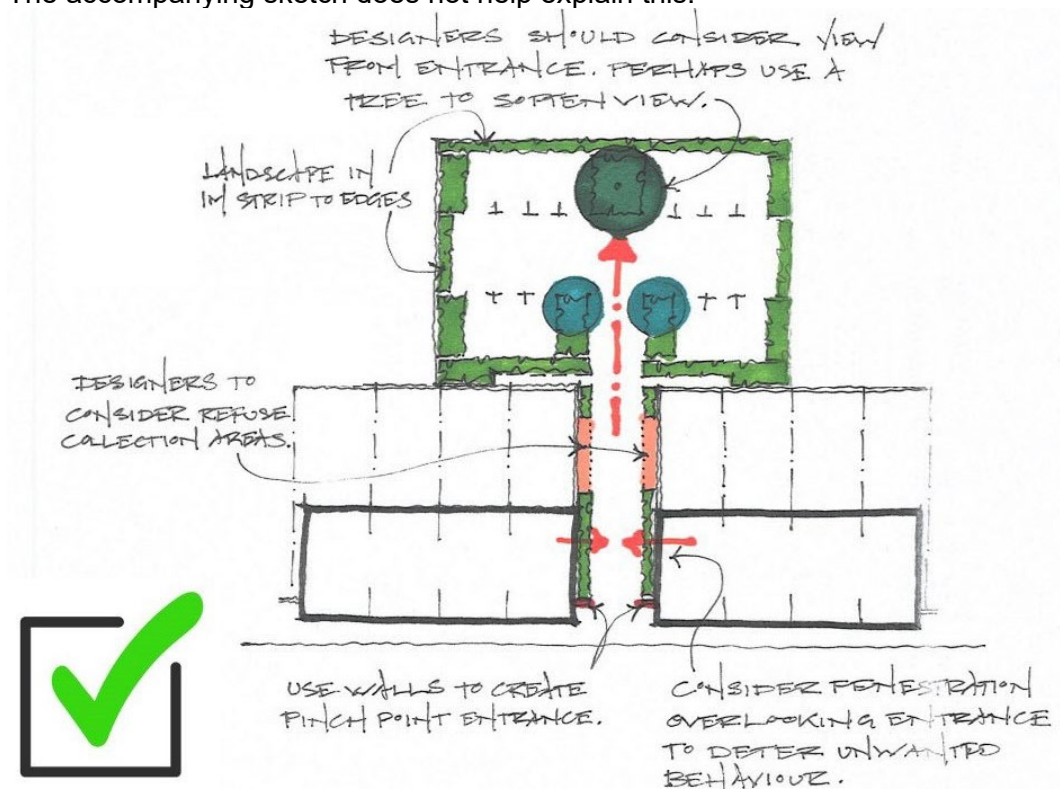 The accompanying sketch does not help explain this.
DESIGNERS SHOULD CONSIDER VIEW
FROM ENTRANCE. PERHAPS USE A
TREE TO SOFTEN VIEW.
LANDSCAPE IN
1M STRIP TO EDGES
DESIGNERS TO
CONSIDER REFUSE
COLLECTION AREAS.
USE WALLS TO CREATE
PINCH POINT ENTRANCE.
CONSIDER FENESTRATION
OVERLOOKING ENTRANCE
TO DETER UNWANTED
BEHAVIOUR.